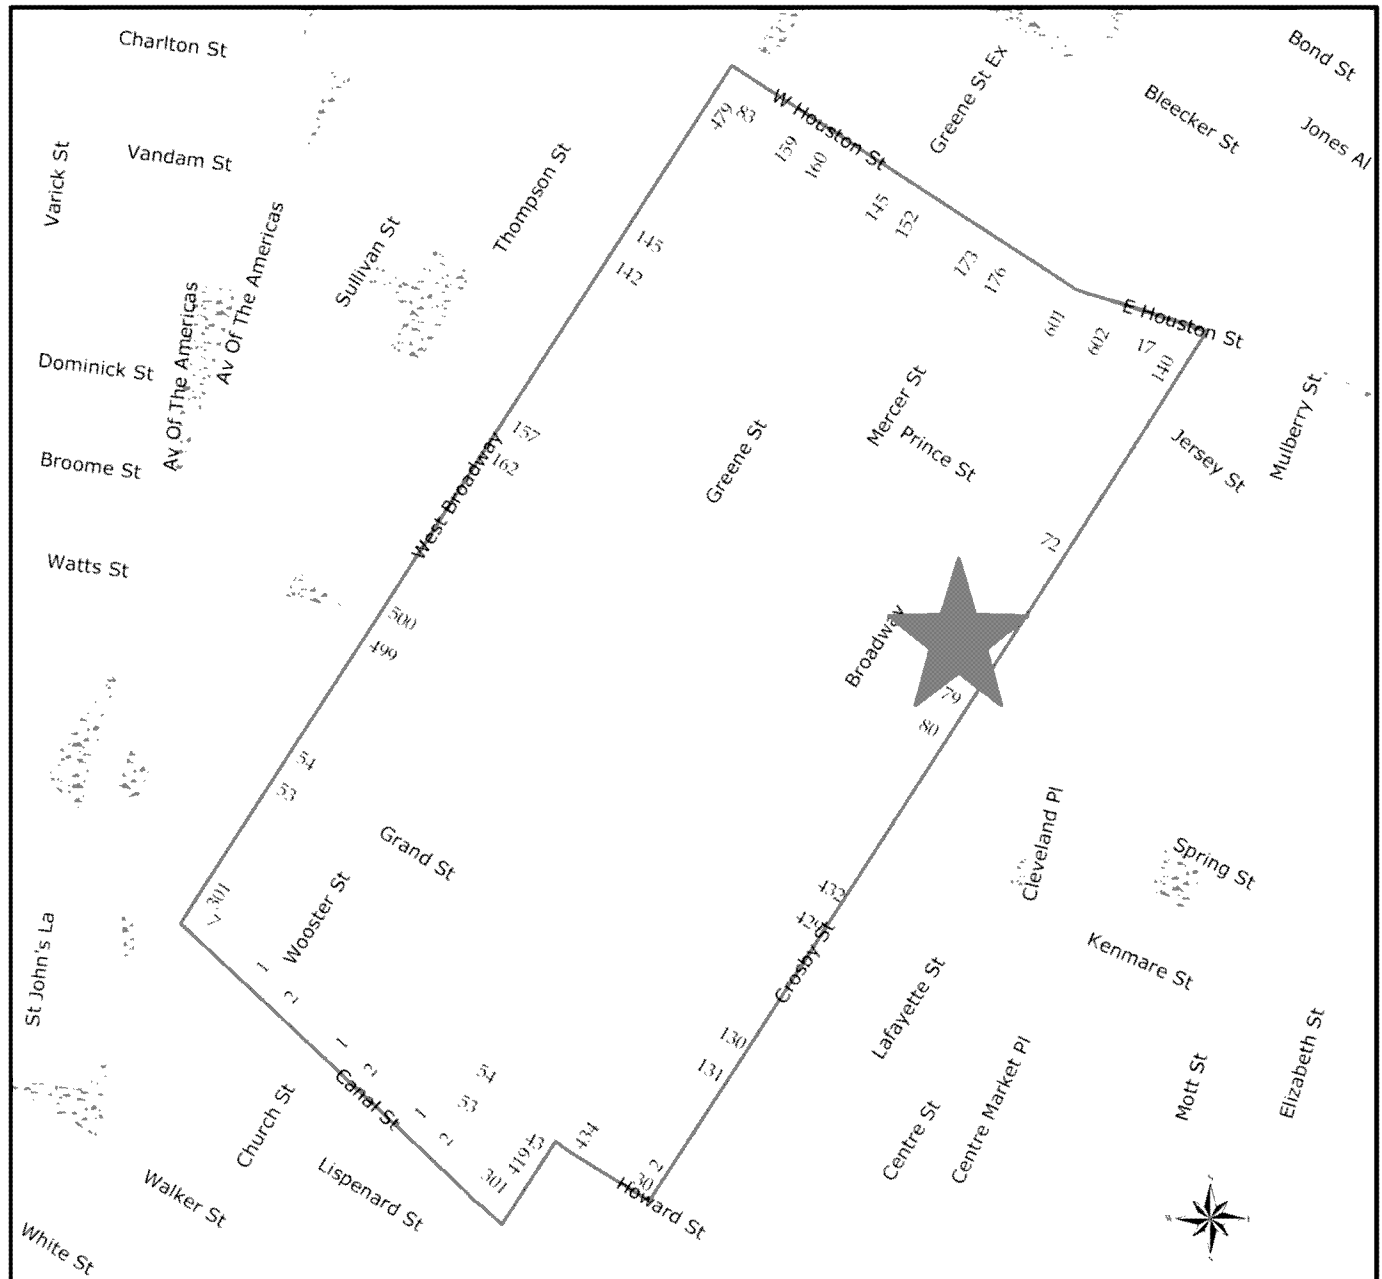 Charlton St
Bond St
Greene St Ex
Bleecker St
Jones Al
W Houston St
479
83
159
160
Vandam St
Varick St
Thompson St
145
152
Sullivan St
Av Of The Americas
Av Of The Americas
145
142
173
176
E Houston St
601
602
17
140
Dominick St
Mercer St
Prince St
Greene St
Mulberry St
Jersey St
Broome St
157
162
West Broadway
Watts St
72
500
499
Broadway
79
80
54
53
Grand St
Cleveland Pl
Spring St
301
Wooster St
432
429
Crosby St
Kenmare St
St John's La
Lafayette St
1
2
1
2
130
131
54
53
Canal St
Church St
1
2
43
419
434
301
2
30
Howard St
Centre St
Centre Market Pl
Mott St
Elizabeth St
Lispenard St
Walker St
White St